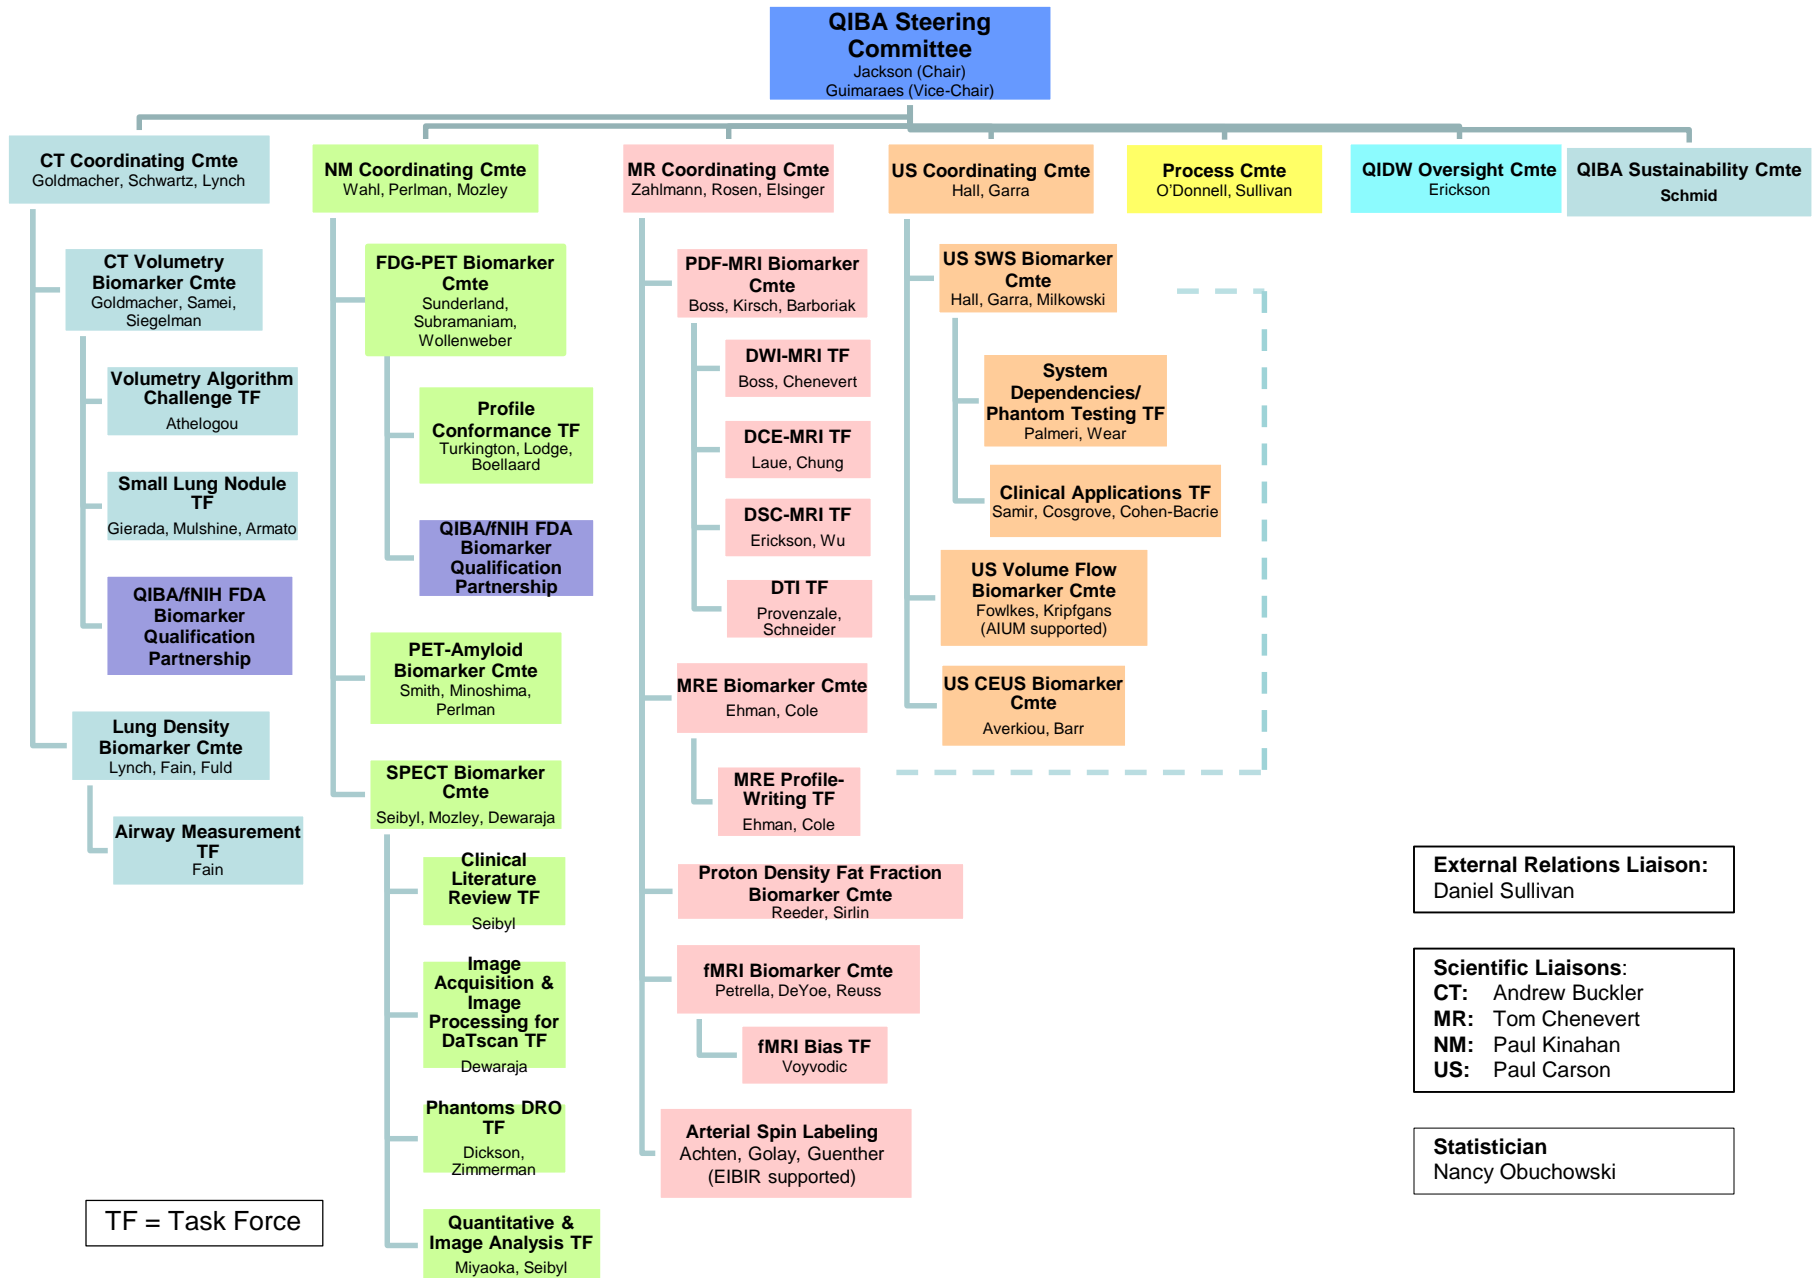 QIBA Steering
Committee
Jackson (Chair)
Guimaraes (Vice-Chair)
CT Coordinating Cmte
Goldmacher, Schwartz, Lynch
NM Coordinating Cmte
Wahl, Perlman, Mozley
MR Coordinating Cmte
Zahlmann, Rosen, Elsinger
US Coordinating Cmte
Hall, Garra
Process Cmte
O'Donnell, Sullivan
QIDW Oversight Cmte
Erickson
QIBA Sustainability Cmte
Schmid
CT Volumetry
Biomarker Cmte
Goldmacher, Samei,
Siegelman
Volumetry Algorithm
Challenge TF
Athelogou
Small Lung Nodule
TF
Gierada, Mulshine, Armato
QIBA/fNIH FDA
Biomarker
Qualification
Partnership
Lung Density
Biomarker Cmte
Lynch, Fain, Fuld
Airway Measurement
TF
Fain
FDG-PET Biomarker
Cmte
Sunderland,
Subramaniam,
Wollenweber
Profile
Conformance TF
Turkington, Lodge,
Boellaard
QIBA/fNIH FDA
Biomarker
Qualification
Partnership
PET-Amyloid
Biomarker Cmte
Smith, Minoshima,
Perlman
SPECT Biomarker
Cmte
Seibyl, Mozley, Dewaraja
Clinical
Literature
Review TF
Seibyl
Image
Acquisition &
Image
Processing for
DaTscan TF
Dewaraja
Phantoms DRO
TF
Dickson,
Zimmerman
Quantitative &
Image Analysis TF
Miyaoka, Seibyl
PDF-MRI Biomarker
Cmte
Boss, Kirsch, Barboriak
DWI-MRI TF
Boss, Chenevert
DCE-MRI TF
Laue, Chung
DSC-MRI TF
Erickson, Wu
DTI TF
Provenzale,
Schneider
MRE Biomarker Cmte
Ehman, Cole
MRE Profile-
Writing TF
Ehman, Cole
Proton Density Fat Fraction
Biomarker Cmte
Reeder, Sirlin
fMRI Biomarker Cmte
Petrella, DeYoe, Reuss
fMRI Bias TF
Voyvodic
Arterial Spin Labeling
Achten, Golay, Guenther
(EIBIR supported)
US SWS Biomarker
Cmte
Hall, Garra, Milkowski
System
Dependencies/
Phantom Testing TF
Palmeri, Wear
Clinical Applications TF
Samir, Cosgrove, Cohen-Bacrie
US Volume Flow
Biomarker Cmte
Fowlkes, Kripfgans
(AIUM supported)
US CEUS Biomarker
Cmte
Averkiou, Barr
External Relations Liaison:
Daniel Sullivan
Scientific Liaisons:
CT: Andrew Buckler
MR: Tom Chenevert
NM: Paul Kinahan
US: Paul Carson
Statistician
Nancy Obuchowski
TF = Task Force